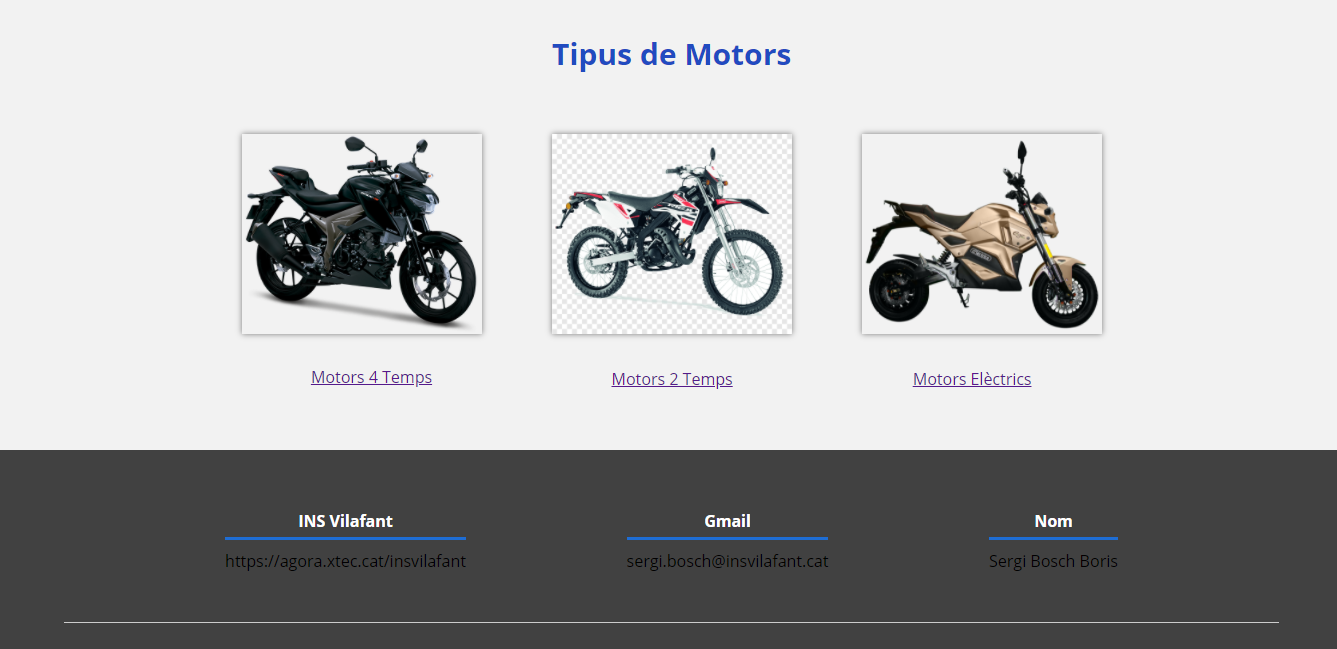 Tipus de Motors
Motors 4 Temps
Motors 2 Temps
Motors Elèctrics
INS Vilafant
https://agora.xtec.cat/insvilafant
Gmail
sergi.bosch@insvilafant.cat
Nom
Sergi Bosch Boris